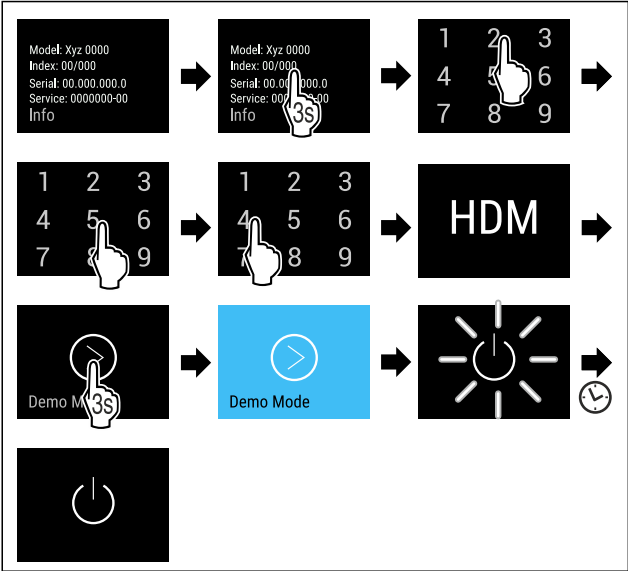 Model: Xyz 0000
Index: 00/000
Serial: 00.000.000.0
Service: 0000000-00
Info
Model: Xyz 0000
Index: 00/000
Serial: 00.00 000.0
Service: 000 00
Info
3s
1 2 3
4 6
7 8 9
1 2 3
4 5 6
7 9
1 2 3
4 5 6
7 8 9
HDM
Demo M
3s
Demo Mode